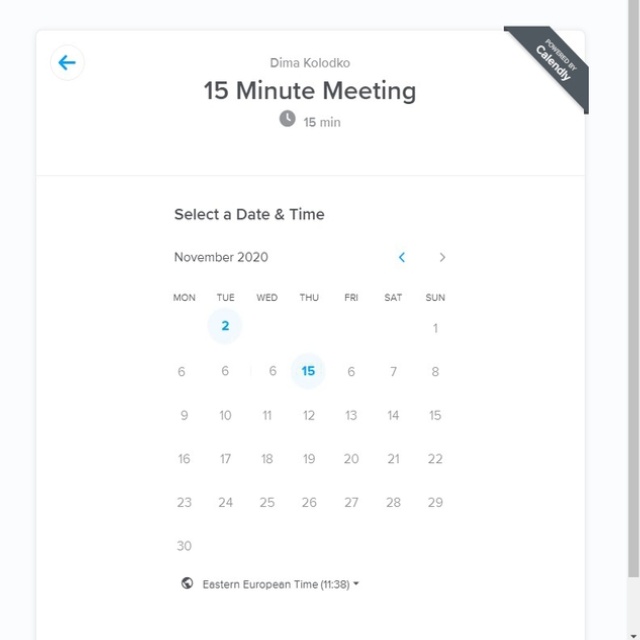 POWERED BY
Calendly
Dima Kolodko
15 Minute Meeting
15 min
Select a Date & Time
November 2020
MON TUE WED THU FRI SAT SUN
2 1
6 6 6 15 6 7 8
9 10 11 12 13 14 15
16 17 18 19 20 21 22
23 24 25 26 27 28 29
30
Eastern European Time (11:38)